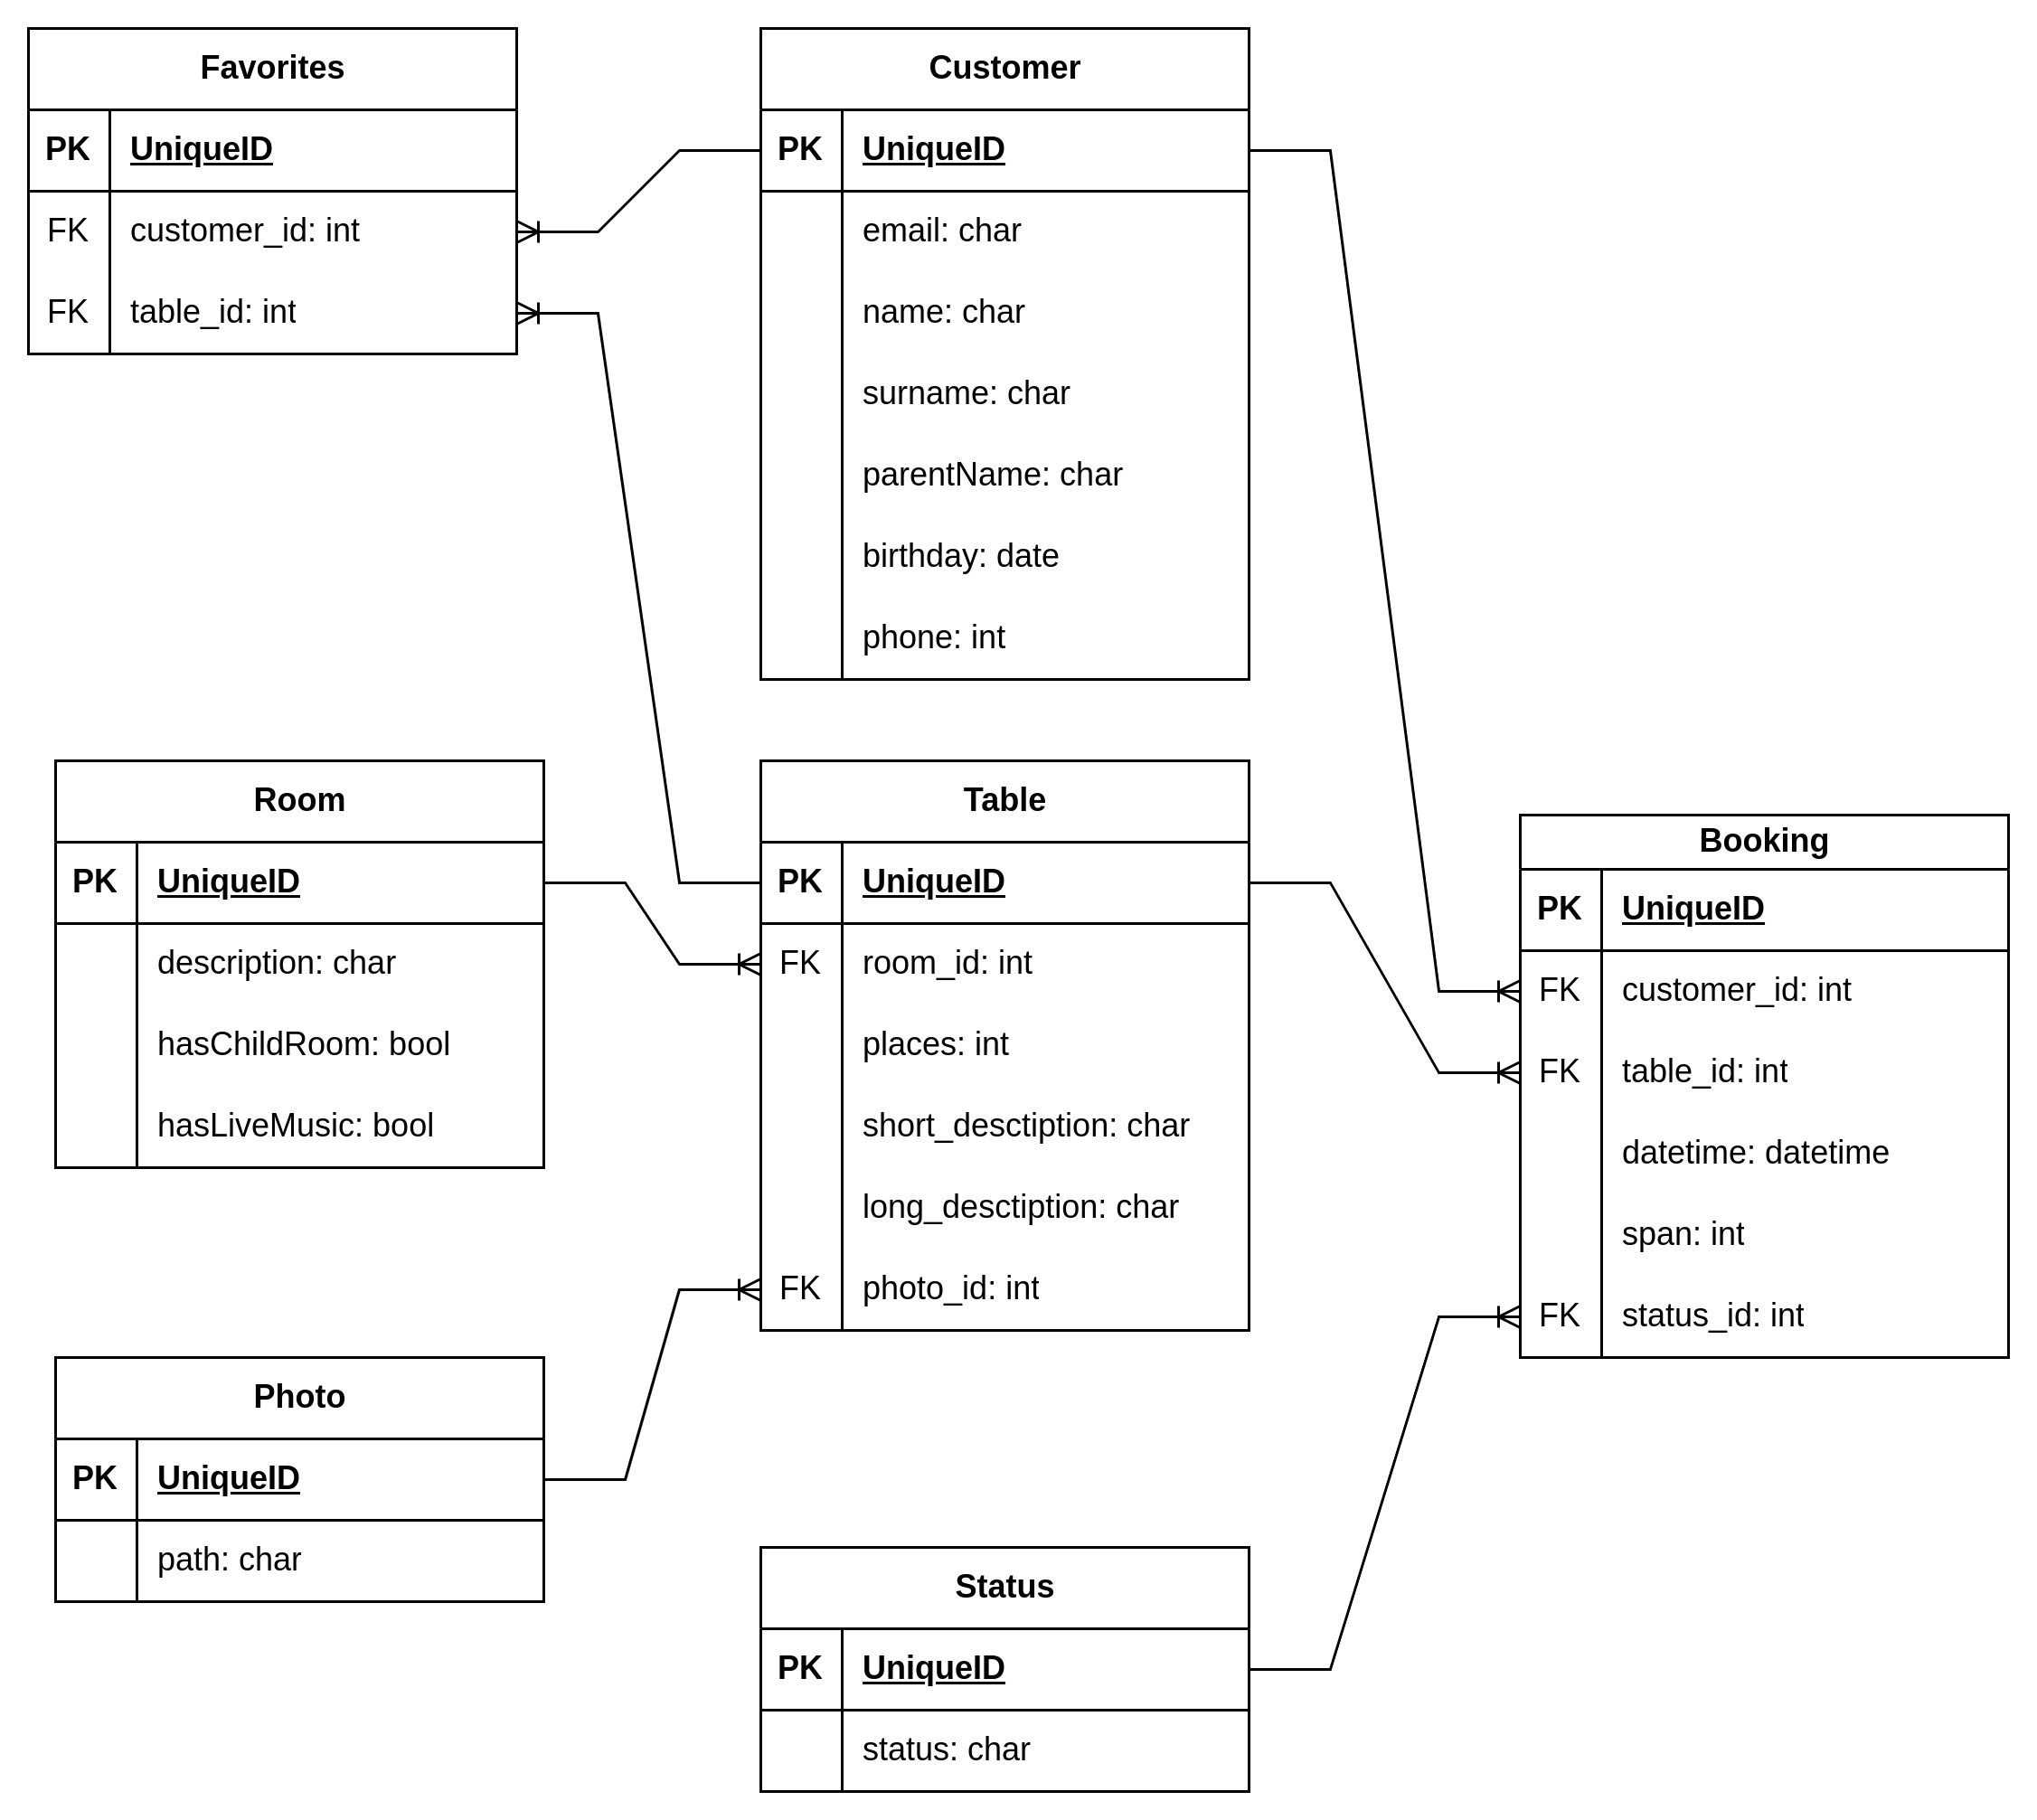 Favorites
PK UniqueID
FK customer_id: int
FK table_id: int
Customer
PK UniqueID
email: char
name: char
surname: char
parentName: char
birthday: date
phone: int
Room
PK UniqueID
description: char
hasChildRoom: bool
hasLiveMusic: bool
Table
PK UniqueID
FK room_id: int
places: int
short_desctiption: char
long_desctiption: char
FK photo_id: int
Booking
PK UniqueID
FK customer_id: int
FK table_id: int
datetime: datetime
span: int
FK status_id: int
Photo
PK UniqueID
path: char
Status
PK UniqueID
status: char